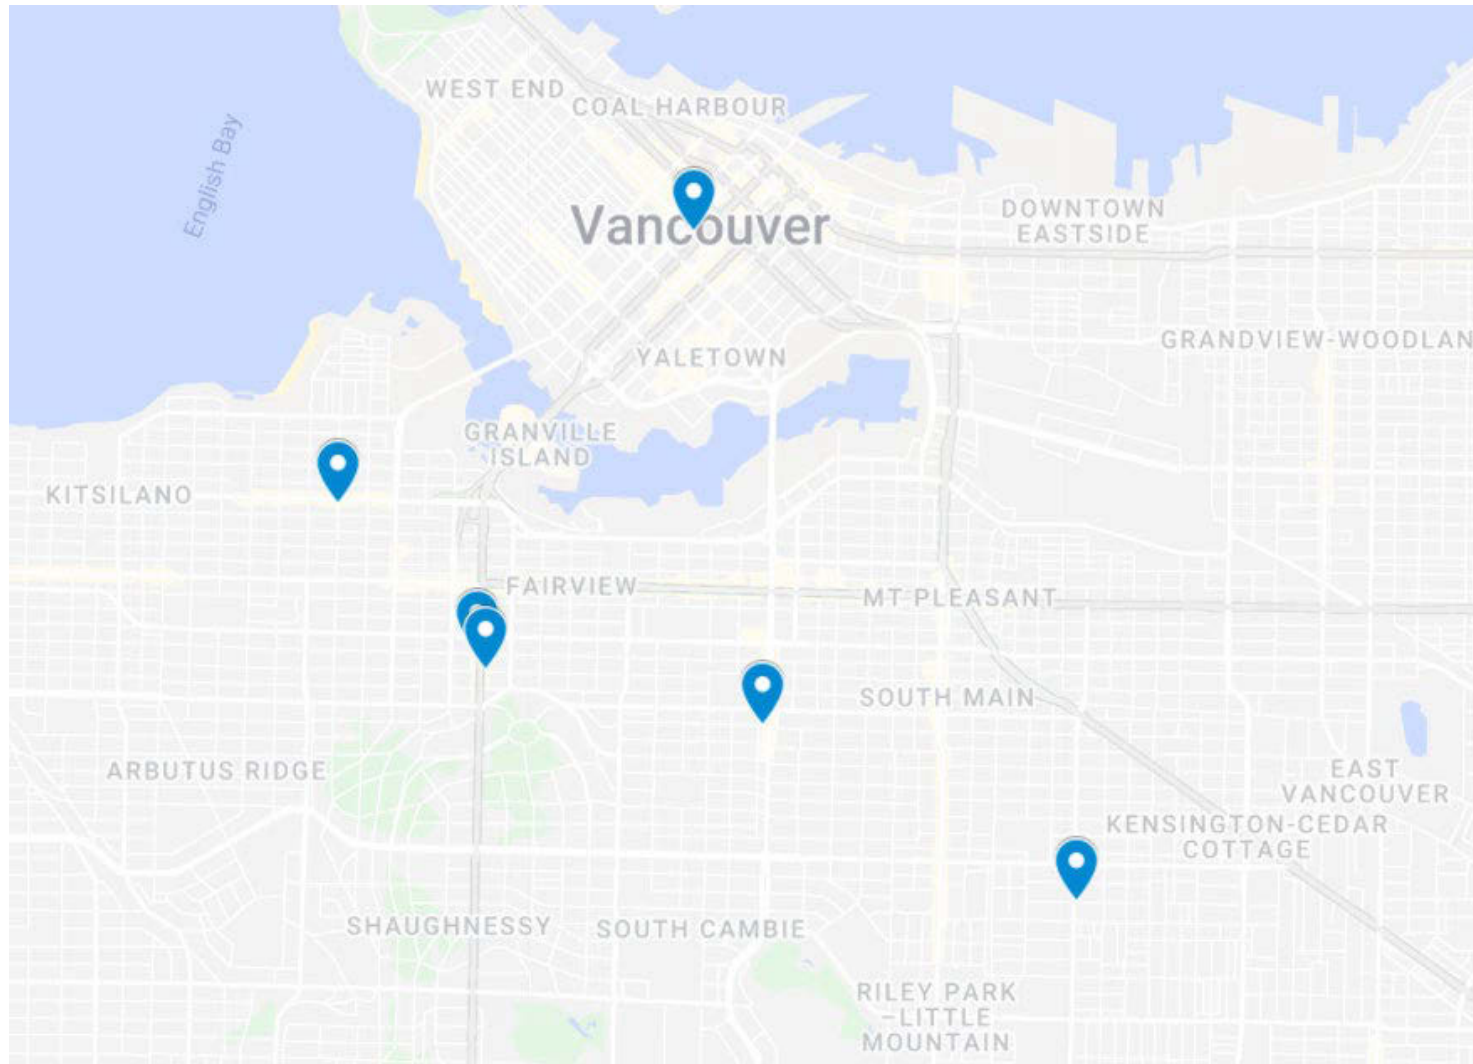 WEST END
COAL HARBOUR
English Bay
Vancouver
DOWNTOWN
EASTSIDE
GRANDVIEW-WOODLAN
YALETOWN
GRANVILLE
ISLAND
KITSILANO
FAIRVIEW
MT PLEASANT
SOUTH MAIN
ARBUTUS RIDGE
EAST
VANCOUVER
KENSINGTON-CEDAR
COTTAGE
SHAUGHNESSY
SOUTH CAMBIE
RILEY PARK
–LITTLE
MOUNTAIN